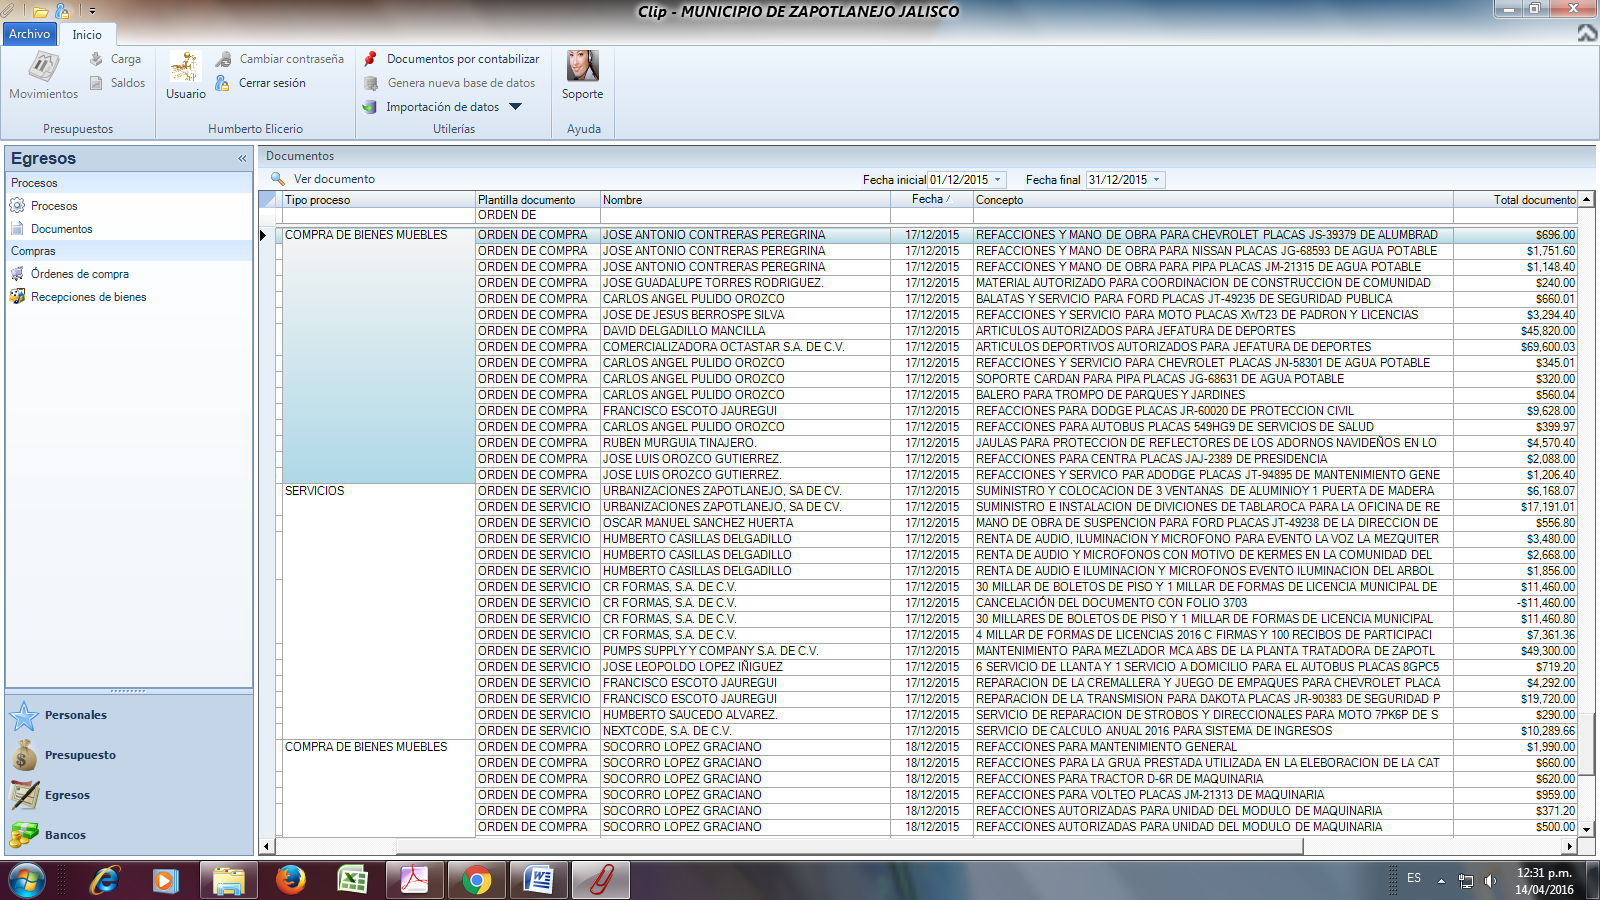 Clip - MUNICIPIO DE ZAPOTLANEJO JALISCO
Archivo Inicio
Movimientos Carga Saldos Presupuestos
Usuario Cambiar contraseña Cerrar sesión Humberto Elicerio
Documentos por contabilizar Genera nueva base de datos Importación de datos Utilerías
Soporte Ayuda
Egresos «
Procesos
Procesos
Documentos
Compras
Órdenes de compra
Recepciones de bienes
Personales
Presupuesto
Egresos
Bancos
Documentos
Ver documento Fecha inicial 01/12/2015 Fecha final 31/12/2015
Tipo proceso Plantilla documento Nombre Fecha Concepto Total documento
ORDEN DE
COMPRA DE BIENES MUEBLES ORDEN DE COMPRA JOSE ANTONIO CONTRERAS PEREGRINA 17/12/2015 REFACCIONES Y MANO DE OBRA PARA CHEVROLET PLACAS JS-39379 DE ALUMBRAD $696.00
ORDEN DE COMPRA JOSE ANTONIO CONTRERAS PEREGRINA 17/12/2015 REFACCIONES Y MANO DE OBRA PARA NISSAN PLACAS JG-68593 DE AGUA POTABLE $1,751.60
ORDEN DE COMPRA JOSE ANTONIO CONTRERAS PEREGRINA 17/12/2015 REFACCIONES Y MANO DE OBRA PARA PIPA PLACAS JM-21315 DE AGUA POTABLE $1,148.40
ORDEN DE COMPRA JOSE GUADALUPE TORRES RODRIGUEZ. 17/12/2015 MATERIAL AUTORIZADO PARA COORDINACION DE CONSTRUCCION DE COMUNIDAD $240.00
ORDEN DE COMPRA CARLOS ANGEL PULIDO OROZCO 17/12/2015 BALATAS Y SERVICIO PARA FORD PLACAS JT-49235 DE SEGURIDAD PUBLICA $660.01
ORDEN DE COMPRA JOSE DE JESUS BERROSPE SILVA 17/12/2015 REFACCIONES Y SERVICIO PARA MOTO PLACAS XWT23 DE PADRON Y LICENCIAS $3,294.40
ORDEN DE COMPRA DAVID DELGADILLO MANCILLA 17/12/2015 ARTICULOS AUTORIZADOS PARA JEFATURA DE DEPORTES $45,820.00
ORDEN DE COMPRA COMERCIALIZADORA OCTASTAR S.A. DE C.V. 17/12/2015 ARTICULOS DEPORTIVOS AUTORIZADOS PARA JEFATURA DE DEPORTES $69,600.03
ORDEN DE COMPRA CARLOS ANGEL PULIDO OROZCO 17/12/2015 REFACCIONES Y SERVICIO PARA CHEVROLET PLACAS JN-58301 DE AGUA POTABLE $345.01
ORDEN DE COMPRA CARLOS ANGEL PULIDO OROZCO 17/12/2015 SOPORTE CARDAN PARA PIPA PLACAS JG-68631 DE AGUA POTABLE $320.00
ORDEN DE COMPRA CARLOS ANGEL PULIDO OROZCO 17/12/2015 BALERO PARA TROMPO DE PARQUES Y JARDINES $560.04
ORDEN DE COMPRA FRANCISCO ESCOTO JAUREGUI 17/12/2015 REFACCIONES PARA DODGE PLACAS JR-60020 DE PROTECCION CIVIL $9,628.00
ORDEN DE COMPRA CARLOS ANGEL PULIDO OROZCO 17/12/2015 REFACCIONES PARA AUTOBUS PLACAS 549HG9 DE SERVICIOS DE SALUD $399.97
ORDEN DE COMPRA RUBEN MURGUIA TINAJERO. 17/12/2015 JAULAS PARA PROTECCION DE REFLECTORES DE LOS ADORNOS NAVIDEÑOS EN LO $4,570.40
ORDEN DE COMPRA JOSE LUIS OROZCO GUTIERREZ. 17/12/2015 REFACCIONES PARA CENTRA PLACAS JAJ-2389 DE PRESIDENCIA $2,088.00
ORDEN DE COMPRA JOSE LUIS OROZCO GUTIERREZ. 17/12/2015 REFACCIONES Y SERVICO PAR ADODGE PLACAS JT-94895 DE MANTENIMIENTO GENE $1,206.40
SERVICIOS ORDEN DE SERVICIO URBANIZACIONES ZAPOTLANEJO, SA DE CV. 17/12/2015 SUMINISTRO Y COLOCACION DE 3 VENTANAS DE ALUMINIOY 1 PUERTA DE MADERA $6,168.07
ORDEN DE SERVICIO URBANIZACIONES ZAPOTLANEJO, SA DE CV. 17/12/2015 SUMINISTRO E INSTALACION DE DIVICIONES DE TABLAROCA PARA LA OFICINA DE RE $17,191.01
ORDEN DE SERVICIO OSCAR MANUEL SANCHEZ HUERTA 17/12/2015 MANO DE OBRA DE SUSPENCION PARA FORD PLACAS JT-49238 DE LA DIRECCION DE $556.80
ORDEN DE SERVICIO HUMBERTO CASILLAS DELGADILLO 17/12/2015 RENTA DE AUDIO, ILUMINACION Y MICROFONO PARA EVENTO LA VOZ LA MEZQUITER $3,480.00
ORDEN DE SERVICIO HUMBERTO CASILLAS DELGADILLO 17/12/2015 RENTA DE AUDIO Y MICROFONOS CON MOTIVO DE KERMES EN LA COMUNIDAD DEL $2,668.00
ORDEN DE SERVICIO HUMBERTO CASILLAS DELGADILLO 17/12/2015 RENTA DE AUDIO E ILUMINACION Y MICROFONOS EVENTO ILUMINACION DEL ARBOL $1,856.00
ORDEN DE SERVICIO CR FORMAS, S.A. DE C.V. 17/12/2015 30 MILLAR DE BOLETOS DE PISO Y 1 MILLAR DE FORMAS DE LICENCIA MUNICIPAL DE $11,460.00
ORDEN DE SERVICIO CR FORMAS, S.A. DE C.V. 17/12/2015 CANCELACIÓN DEL DOCUMENTO CON FOLIO 3703 -$11,460.00
ORDEN DE SERVICIO CR FORMAS, S.A. DE C.V. 17/12/2015 30 MILLARES DE BOLETOS DE PISO Y 1 MILLAR DE FORMAS DE LICENCIA MUNICIPAL $11,460.80
ORDEN DE SERVICIO CR FORMAS, S.A. DE C.V. 17/12/2015 4 MILLAR DE FORMAS DE LICENCIAS 2016 C FIRMAS Y 100 RECIBOS DE PARTICIPACI $7,361.36
ORDEN DE SERVICIO PUMPS SUPPLY Y COMPANY S.A. DE C.V. 17/12/2015 MANTENIMIENTO PARA MEZLADOR MCA ABS DE LA PLANTA TRATADORA DE ZAPOTL $49,300.00
ORDEN DE SERVICIO JOSE LEOPOLDO LOPEZ IÑIGUEZ 17/12/2015 6 SERVICIO DE LLANTA Y 1 SERVICIO A DOMICILIO PARA EL AUTOBUS PLACAS 8GPC5 $719.20
ORDEN DE SERVICIO FRANCISCO ESCOTO JAUREGUI 17/12/2015 REPARACION DE LA CREMALLERA Y JUEGO DE EMPAQUES PARA CHEVROLET PLACA $4,292.00
ORDEN DE SERVICIO FRANCISCO ESCOTO JAUREGUI 17/12/2015 REPARACION DE LA TRANSMISION PARA DAKOTA PLACAS JR-90383 DE SEGURIDAD P $19,720.00
ORDEN DE SERVICIO HUMBERTO SAUCEDO ALVAREZ. 17/12/2015 SERVICIO DE REPARACION DE STROBOS Y DIRECCIONALES PARA MOTO 7PK6P DE S $290.00
ORDEN DE SERVICIO NEXTCODE, S.A. DE C.V. 17/12/2015 SERVICIO DE CALCULO ANUAL 2016 PARA SISTEMA DE INGRESOS $10,289.66
COMPRA DE BIENES MUEBLES ORDEN DE COMPRA SOCORRO LOPEZ GRACIANO 18/12/2015 REFACCIONES PARA MANTENIMIENTO GENERAL $1,990.00
ORDEN DE COMPRA SOCORRO LOPEZ GRACIANO 18/12/2015 REFACCIONES PARA LA GRUA PRESTADA UTILIZADA EN LA ELEBORACION DE LA CAT $660.00
ORDEN DE COMPRA SOCORRO LOPEZ GRACIANO 18/12/2015 REFACCIONES PARA TRACTOR D-6R DE MAQUINARIA $620.00
ORDEN DE COMPRA SOCORRO LOPEZ GRACIANO 18/12/2015 REFACCIONES PARA VOLTEO PLACAS JM-21313 DE MAQUINARIA $959.00
ORDEN DE COMPRA SOCORRO LOPEZ GRACIANO 18/12/2015 REFACCIONES AUTORIZADAS PARA UNIDAD DEL MODULO DE MAQUINARIA $371.20
ORDEN DE COMPRA SOCORRO LOPEZ GRACIANO 18/12/2015 REFACCIONES AUTORIZADAS PARA UNIDAD DEL MODULO DE MAQUINARIA $500.00
ES 12:31 p.m.
14/04/2016